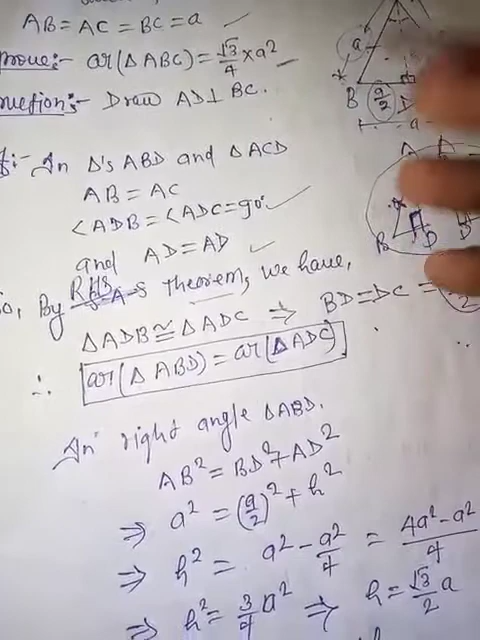 AB = AC = BC = a
prove:- ar(ΔABC) = √3/4 × a²
ruction:- Draw AD⊥ BC.
f:- In Δ's ABD and ΔACD
AB = AC
∠ADB = ∠ADC = 90°
and AD = AD
So, By RHS Theorem, we have,
ΔADB ≅ ΔADC ⇒ BD = DC =
∴ ar(ΔABD) = ar(ΔADC)
In right angle ΔABD.
AB² = BD² + AD²
⇒ a² = (a/2)² + h²
⇒ h² = a² - a²/4 = 4a² - a²/4
⇒ h² = 3/4 a² ⇒ h = √3/2 a
a
B a/2 D
a
A
B D